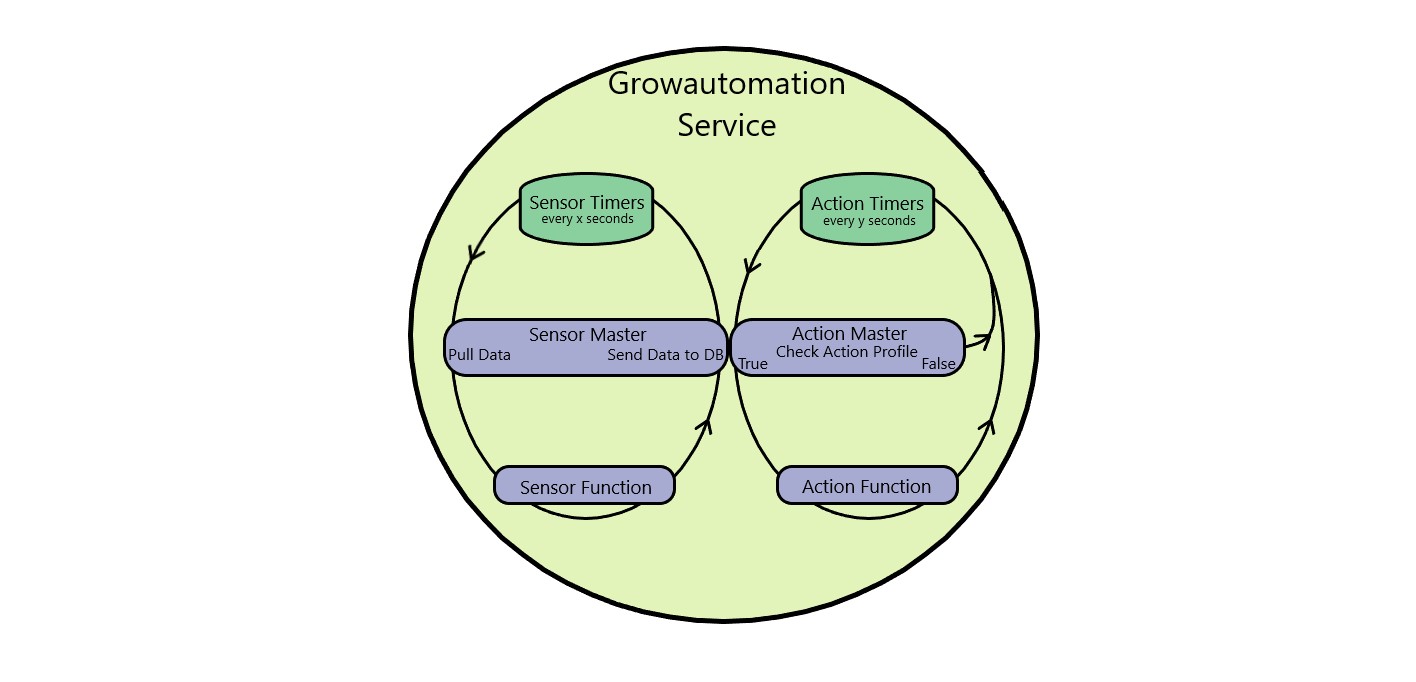 Growautomation
Service
Sensor Timers
every x seconds
Action Timers
every y seconds
Sensor Master
Pull Data
Send Data to DB
Action Master
Check Action Profile
True
False
Sensor Function
Action Function